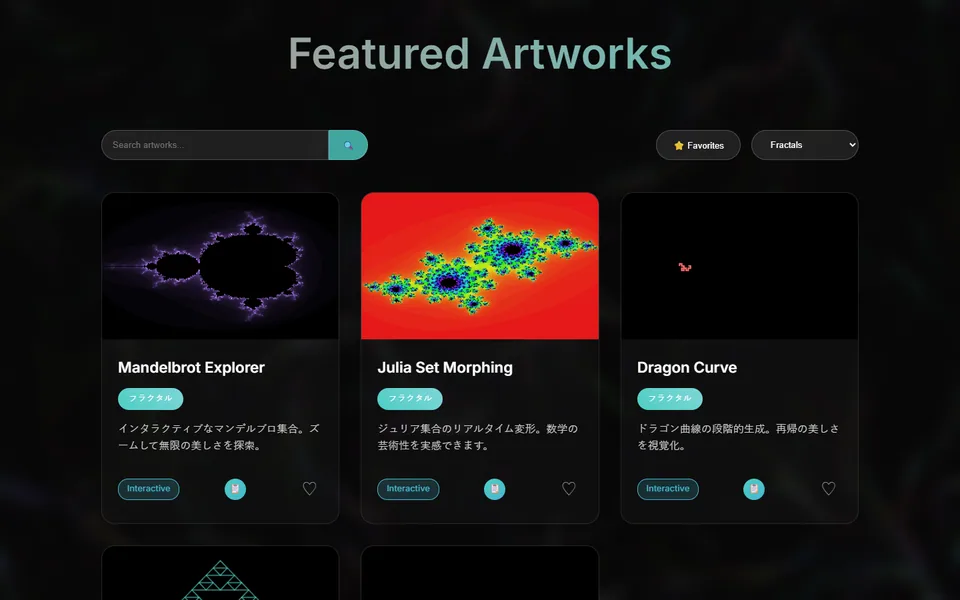 Featured Artworks
Search artworks...
Favorites
Fractals
Mandelbrot Explorer
フラクタル
インタラクティブなマンデルブロ集合。ズ
ームして無限の美しさを探索。
Interactive
Julia Set Morphing
フラクタル
ジュリア集合のリアルタイム変形。数学の
芸術性を実感できます。
Interactive
Dragon Curve
フラクタル
ドラゴン曲線の段階的生成。再帰の美しさ
を視覚化。
Interactive